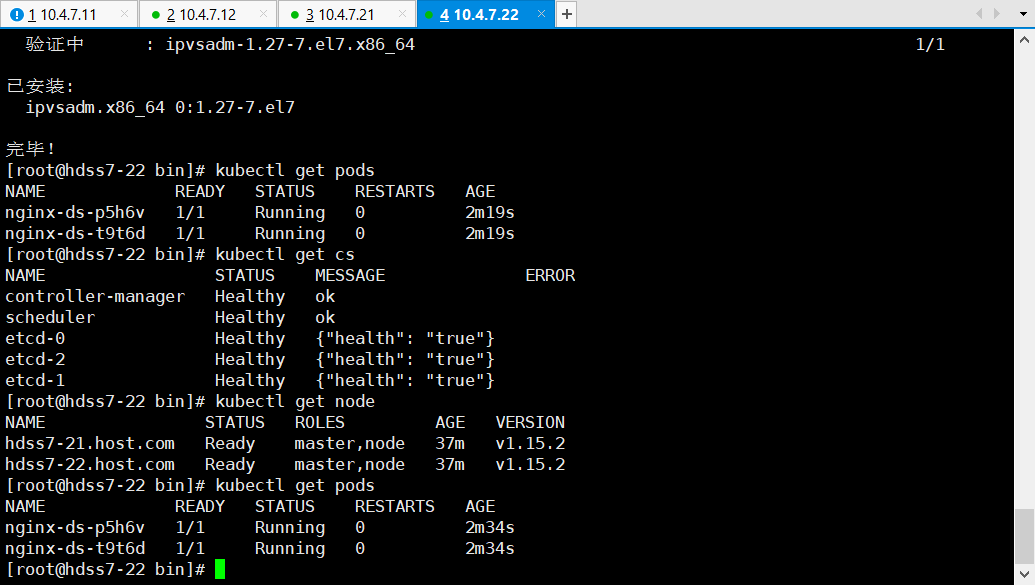 1 10.4.7.11 2 10.4.7.12 3 10.4.7.21 4 10.4.7.22
验证中 : ipvsadm-1.27-7.el7.x86_64 1/1
已安装:
ipvsadm.x86_64 0:1.27-7.el7
完毕！
[root@hdss7-22 bin]# kubectl get pods
NAME READY STATUS RESTARTS AGE
nginx-ds-p5h6v 1/1 Running 0 2m19s
nginx-ds-t9t6d 1/1 Running 0 2m19s
[root@hdss7-22 bin]# kubectl get cs
NAME STATUS MESSAGE ERROR
controller-manager Healthy ok
scheduler Healthy ok
etcd-0 Healthy {"health": "true"}
etcd-2 Healthy {"health": "true"}
etcd-1 Healthy {"health": "true"}
[root@hdss7-22 bin]# kubectl get node
NAME STATUS ROLES AGE VERSION
hdss7-21.host.com Ready master,node 37m v1.15.2
hdss7-22.host.com Ready master,node 37m v1.15.2
[root@hdss7-22 bin]# kubectl get pods
NAME READY STATUS RESTARTS AGE
nginx-ds-p5h6v 1/1 Running 0 2m34s
nginx-ds-t9t6d 1/1 Running 0 2m34s
[root@hdss7-22 bin]#